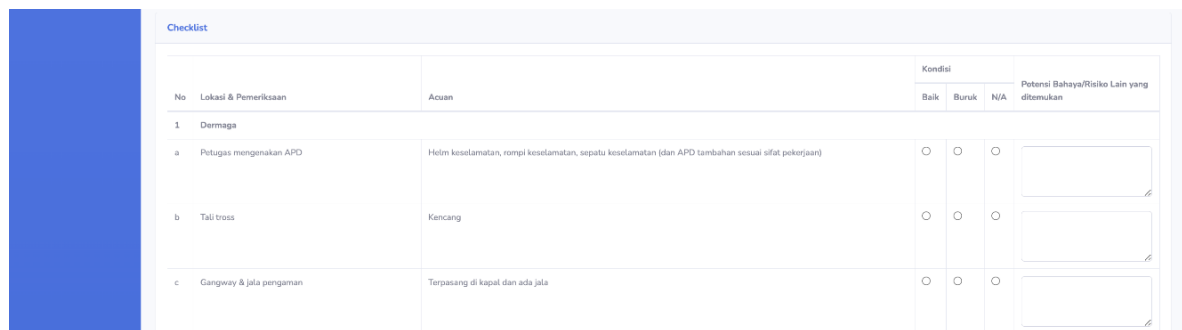 Checklist
Kondisi
No Lokasi & Pemeriksaan Acuan Baik Buruk N/A Potensi Bahaya/Risiko Lain yang
ditemukan
1 Dermaga
a Petugas mengenakan APD Helm keselamatan, rompi keselamatan, sepatu keselamatan (dan APD tambahan sesuai sifat pekerjaan)
b Tali tross Kencang
c Gangway & jala pengaman Terpasang di kapal dan ada jala